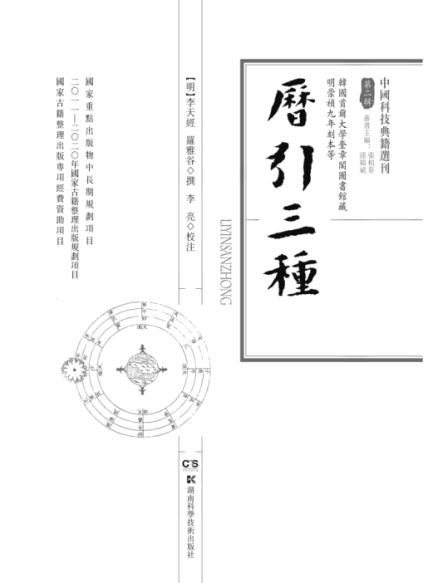 中國科技典籍選刊
第二輯
叢書主編:張柏春
孫顯斌
韓國首爾大學奎章閣圖書館藏
明崇禎九年刻本等
曆引三種
LIYINSANZHONG
【明】李天經 羅雅谷◇撰 李亮◇校注
CS
湖南科學技術出版社
國家重點出版物中長期規劃項目
二〇一一—二〇二〇年國家古籍整理出版規劃項目
國家古籍整理出版專項經費資助項目